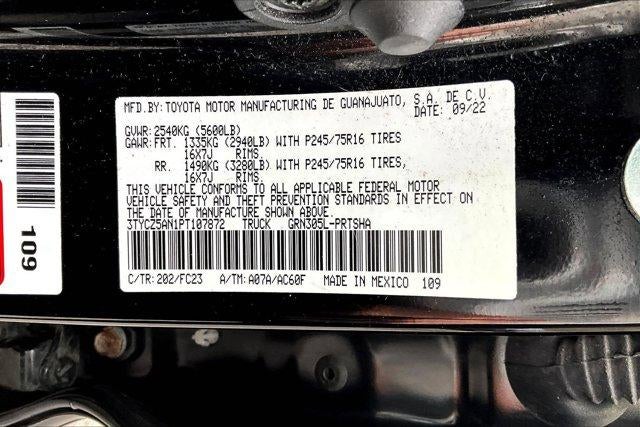 MFD.BY:TOYOTA MOTOR MANUFACTURING DE GUANAJUATO, S.A. DE C.V.
DATE: 09/22
GVWR:2540KG (5600LB)
GAWR:FRT. 1335KG (2940LB) WITH P245/75R16 TIRES
16X7J RIMS.
RR. 1490KG (3280LB) WITH P245/75R16 TIRES,
16X7J RIMS.
THIS VEHICLE CONFORMS TO ALL APPLICABLE FEDERAL MOTOR
VEHICLE SAFETY AND THEFT PREVENTION STANDARDS IN EFFECT
ON THE DATE OF MANUFACTURE SHOWN ABOVE.
3TYCZ5AN1PT107872 TRUCK GRN305L-PRTSHA
C/TR:202/FC23 A/TM:A07A/AC60F MADE IN MEXICO 109
109